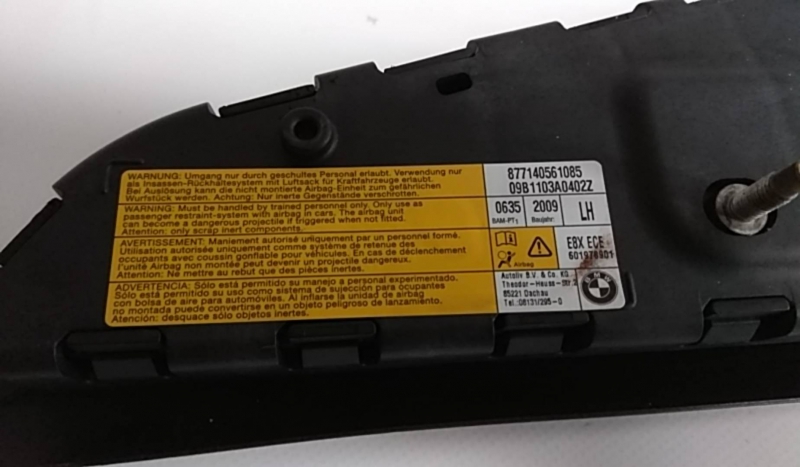 WARNUNG: Umgang nur durch geschultes Personal erlaubt. Verwendung nur
als Insassen-Rückhaltesystem mit Luftsack für Kraftfahrzeuge erlaubt.
Bei Auslösung kann die nicht montierte Airbag-Einheit zum gefährlichen
Wurfstück werden. Achtung: Nur inerte Gegenstände verschrotten.
WARNING: Must be handled by trained personnel only. Only use as
passenger restraint-system with airbag in cars. The airbag unit
can become a dangerous projectile if triggered when not fitted.
Attention: only scrap inert components.
AVERTISSEMENT: Maniement autorisé uniquement par un personnel formé.
Utilisation autorisée uniquement comme système de retenue des
occupants avec coussin gonflable pour véhicules. En cas de déclenchement
l'unité Airbag non montée peut devenir un projectile dangereux.
Attention: Ne mettre au rebut que des pièces inertes.
ADVERTENCIA: Sólo está permitido su manejo a personal experimentado.
Sólo está permitido su uso como sistema de sujeción para ocupantes
con bolsa de aire para automóviles. Al inflarse la unidad de airbag
no montada puede convertirse en un objeto peligroso de lanzamiento.
Atención: desguace sólo objetos inertes.
877140561085
09B1103A0402Z
0635 2009 LH
BAM-PT1 Baujahr:
Airbag
E8X ECE
601976901
Autoliv B.V. & Co. KG
Theodor-Heuss-Str.
85221 Dachau
Tel.:08131/295-0
BMW